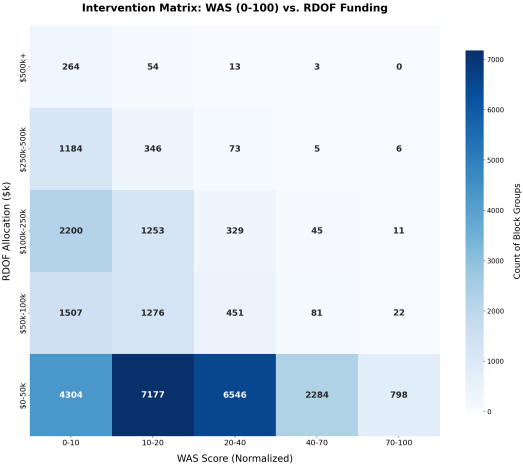 Intervention Matrix: WAS (0-100) vs. RDOF Funding
RDOF Allocation ($k)
$500k+
264 54 13 3 0
$250k-500k
1184 346 73 5 6
$100k-250k
2200 1253 329 45 11
$50k-100k
1507 1276 451 81 22
$0-50k
4304 7177 6546 2284 798
0-10 10-20 20-40 40-70 70-100
WAS Score (Normalized)
7000
6000
5000
4000
3000
2000
1000
0
Count of Block Groups